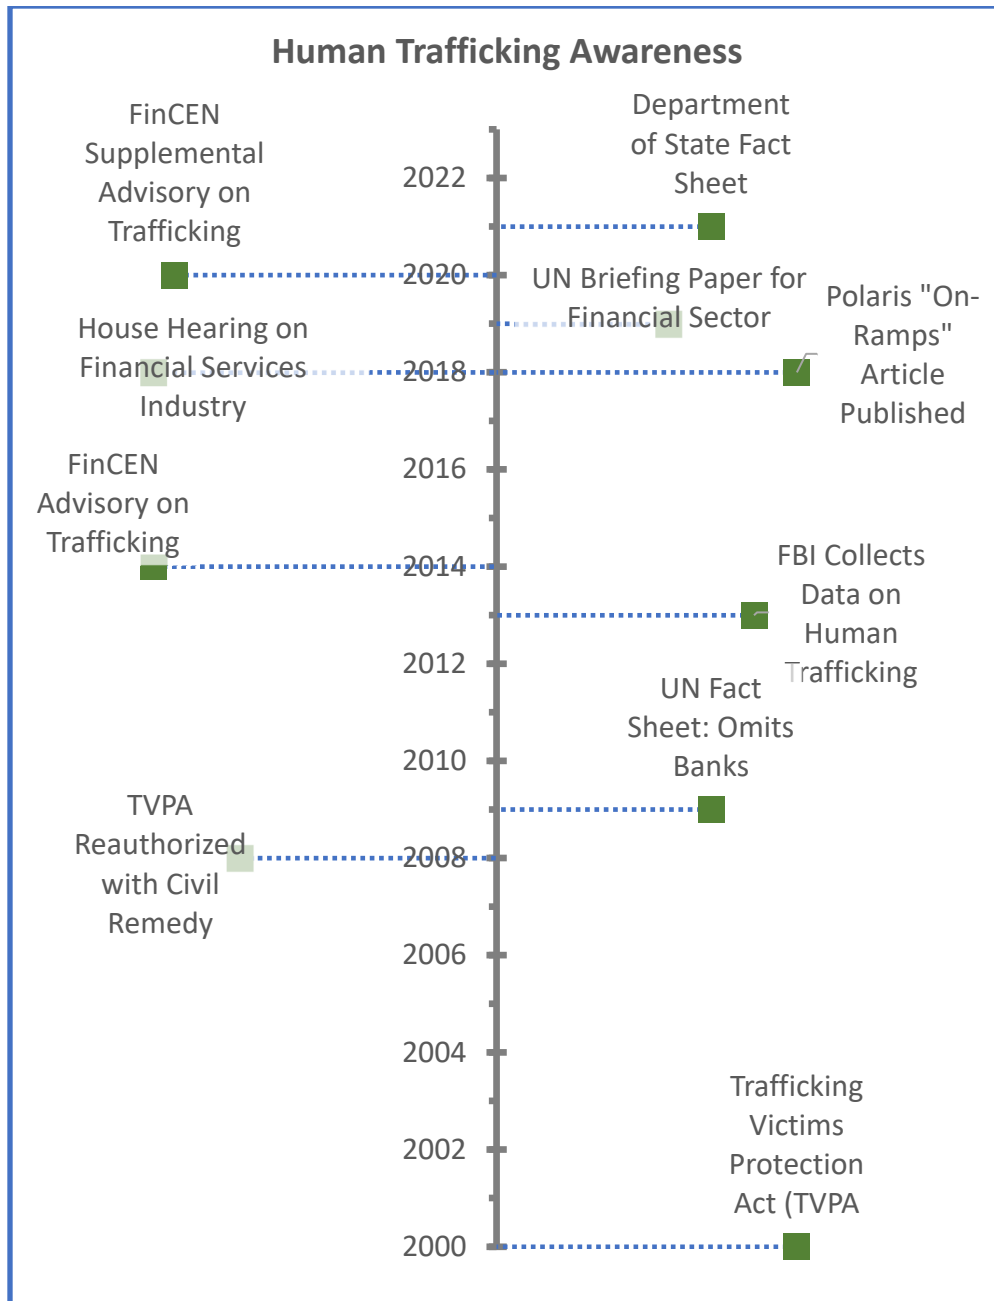 Human Trafficking Awareness
FinCEN
Supplemental
Advisory on
Trafficking
Department
of State Fact
Sheet
2022
2020
UN Briefing Paper for
Financial Sector
Polaris "On-
Ramps"
Article
Published
House Hearing on
Financial Services
Industry
2018
2016
FinCEN
Advisory on
Trafficking
2014
FBI Collects
Data on
Human
Trafficking
2012
UN Fact
Sheet: Omits
Banks
2010
TVPA
Reauthorized
with Civil
Remedy
2008
2006
2004
Trafficking
Victims
Protection
Act (TVPA
2002
2000